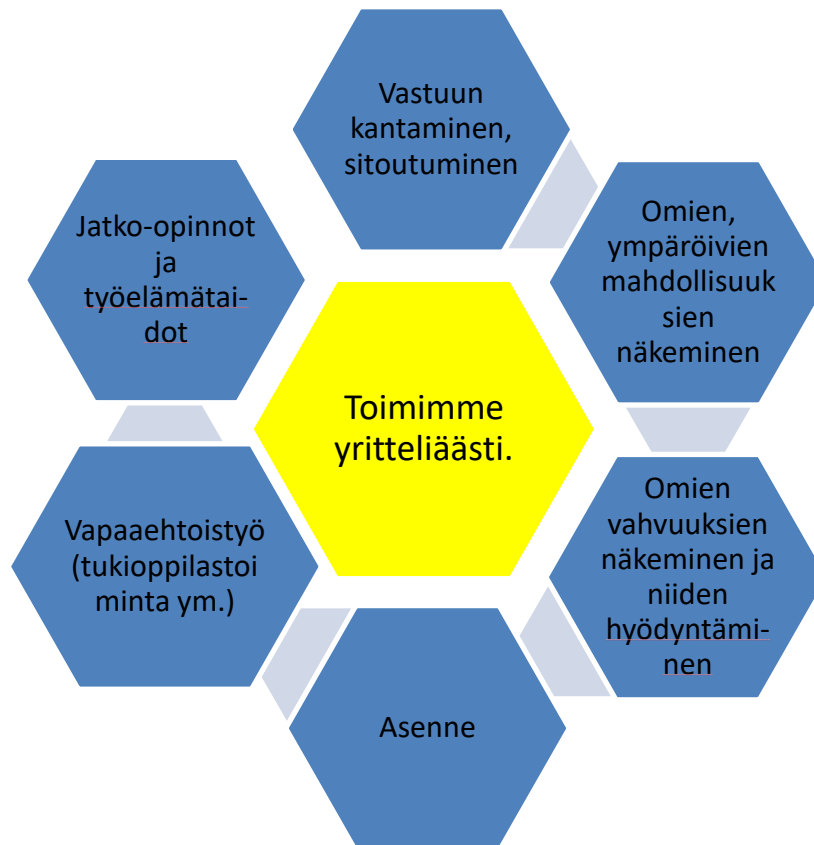 Vastuun
kantaminen,
sitoutuminen
Omien,
ympäröivien
mahdollisuuk
sien
näkeminen
Omien
vahvuuksien
näkeminen ja
niiden
hyödyntämi-
nen
Asenne
Vapaaehtoistyö
(tukioppilastoi
minta ym.)
Jatko-opinnot
ja
työelämätai-
dot
Toimimme
yritteliäästi.